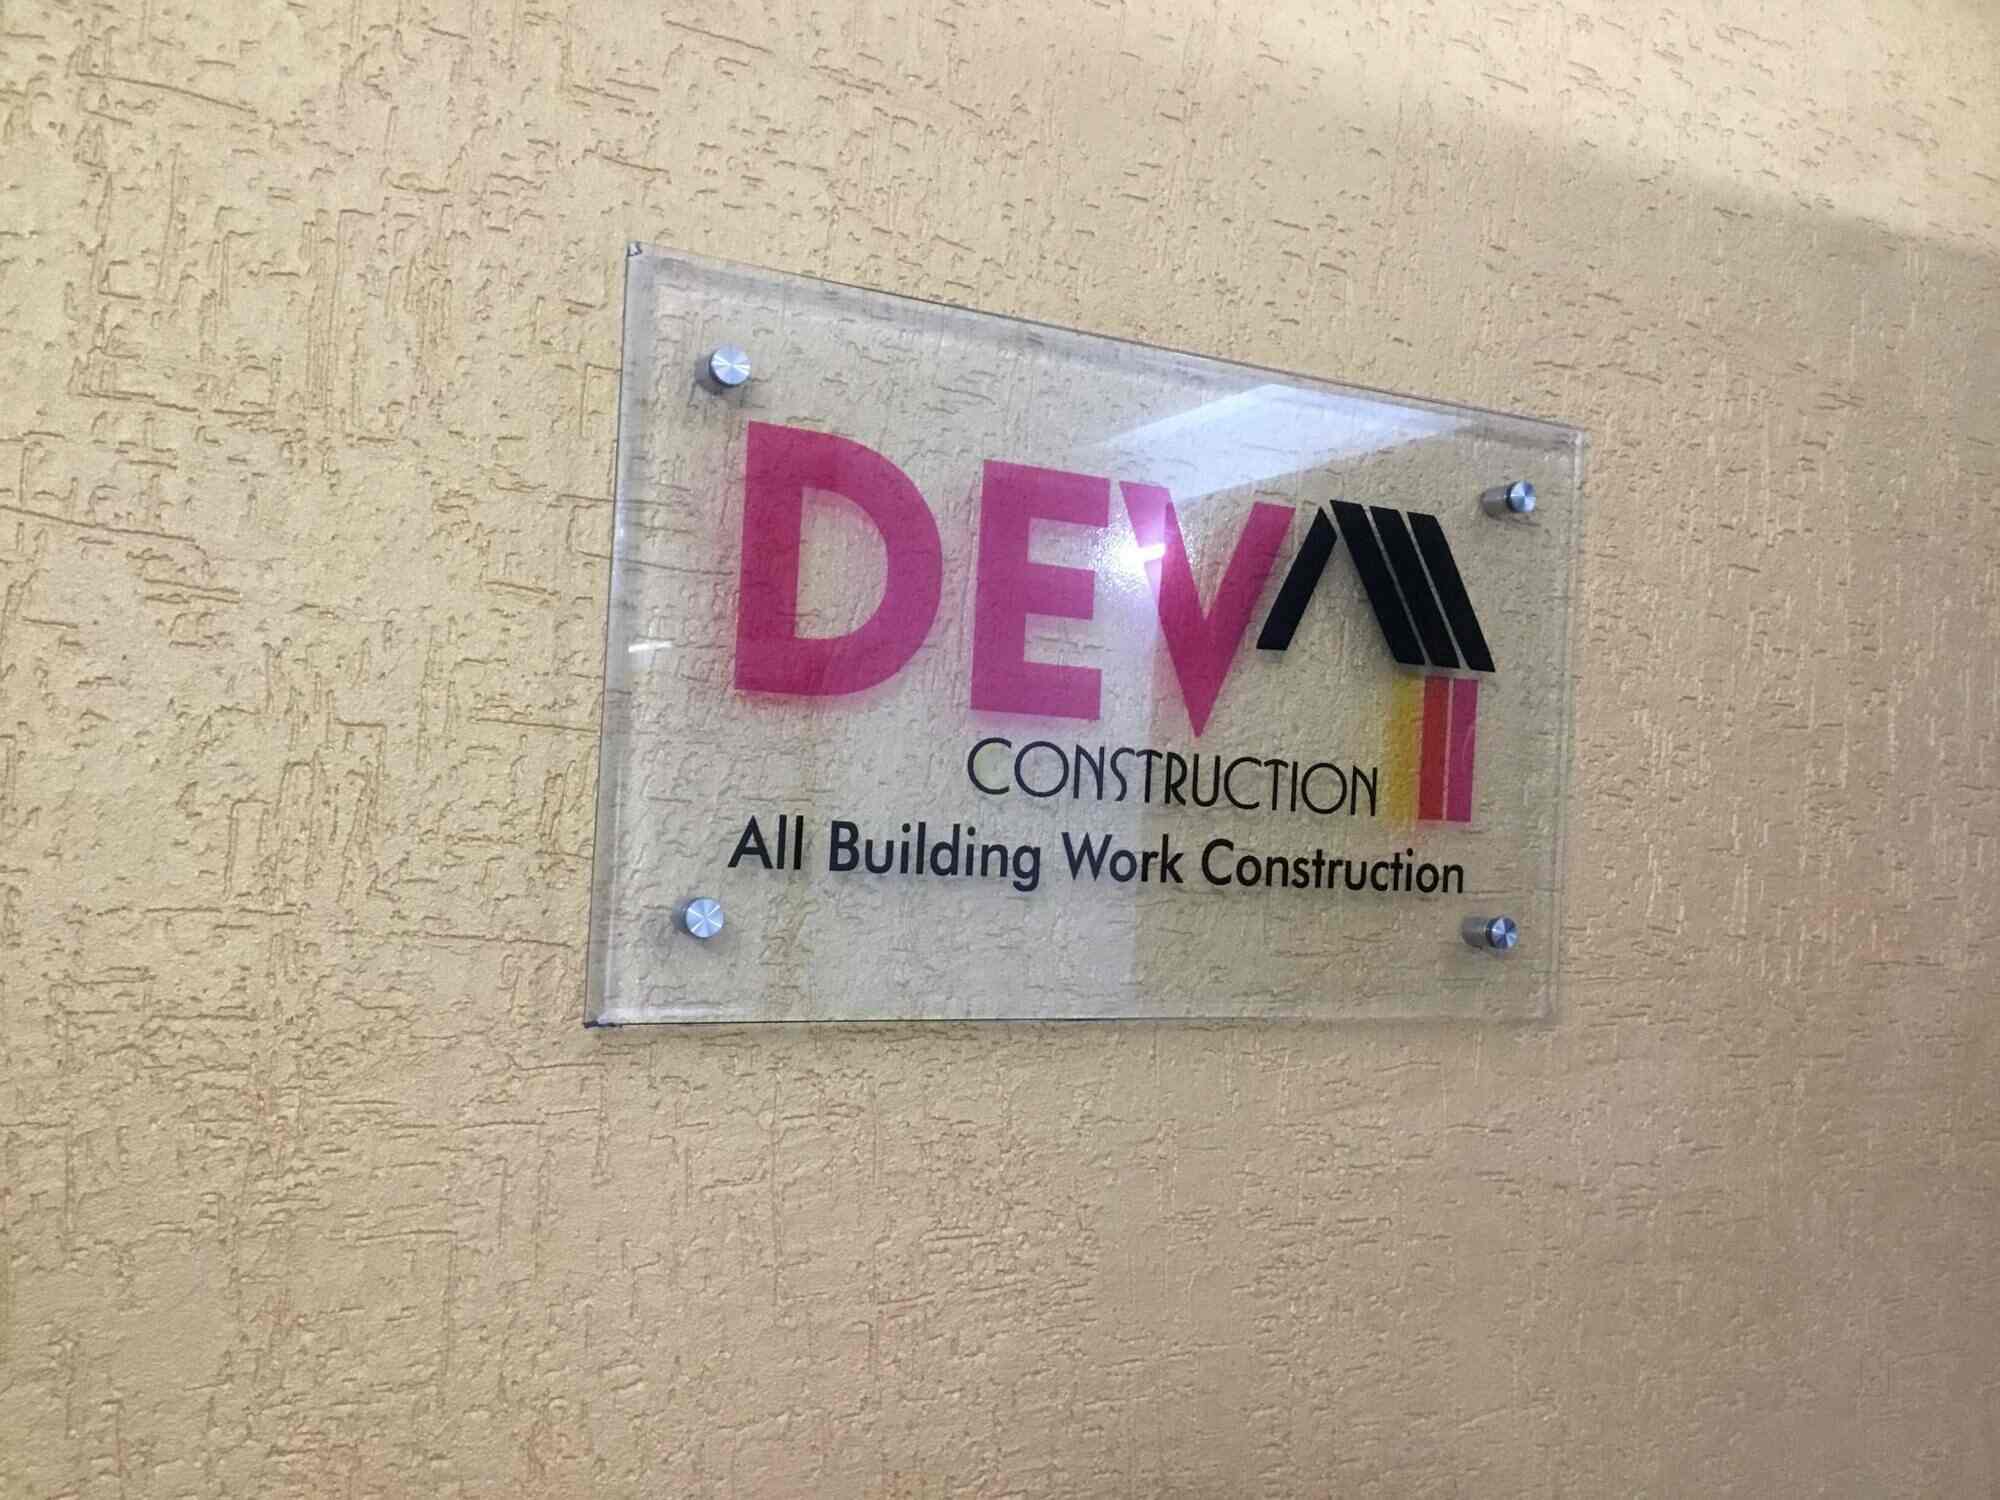 DEV
CONSTRUCTION
All Building Work Construction